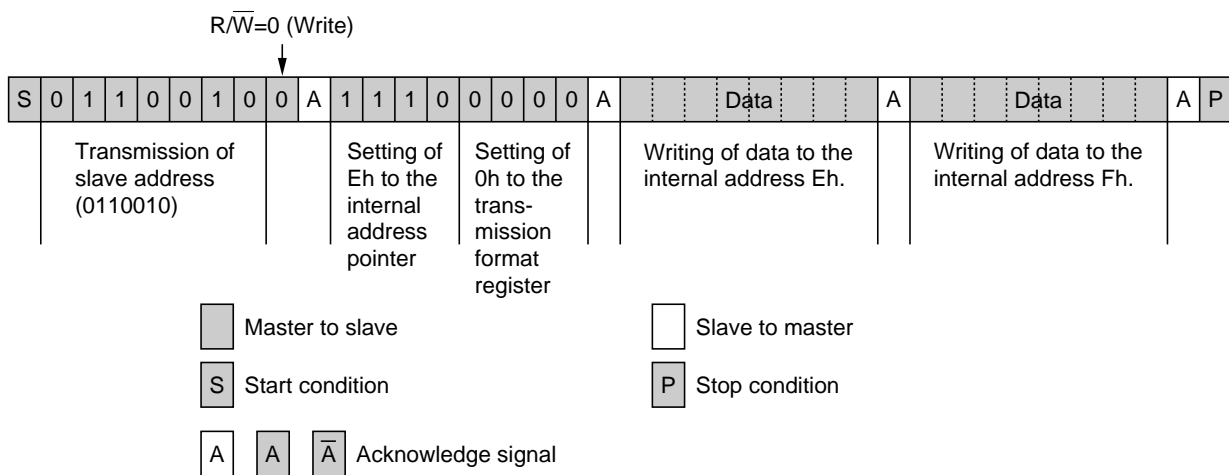 R/W̅=0 (Write)
S 0 1 1 0 0 1 0 0 A 1 1 1 0 0 0 0 0 A Data A Data A P
Transmission of
slave address
(0110010)
Setting of
Eh to the
internal
address
pointer
Setting of
0h to the
trans-
mission
format
register
Writing of data to the
internal address Eh.
Writing of data to the
internal address Fh.
Master to slave
Slave to master
S Start condition
P Stop condition
A A A̅ Acknowledge signal